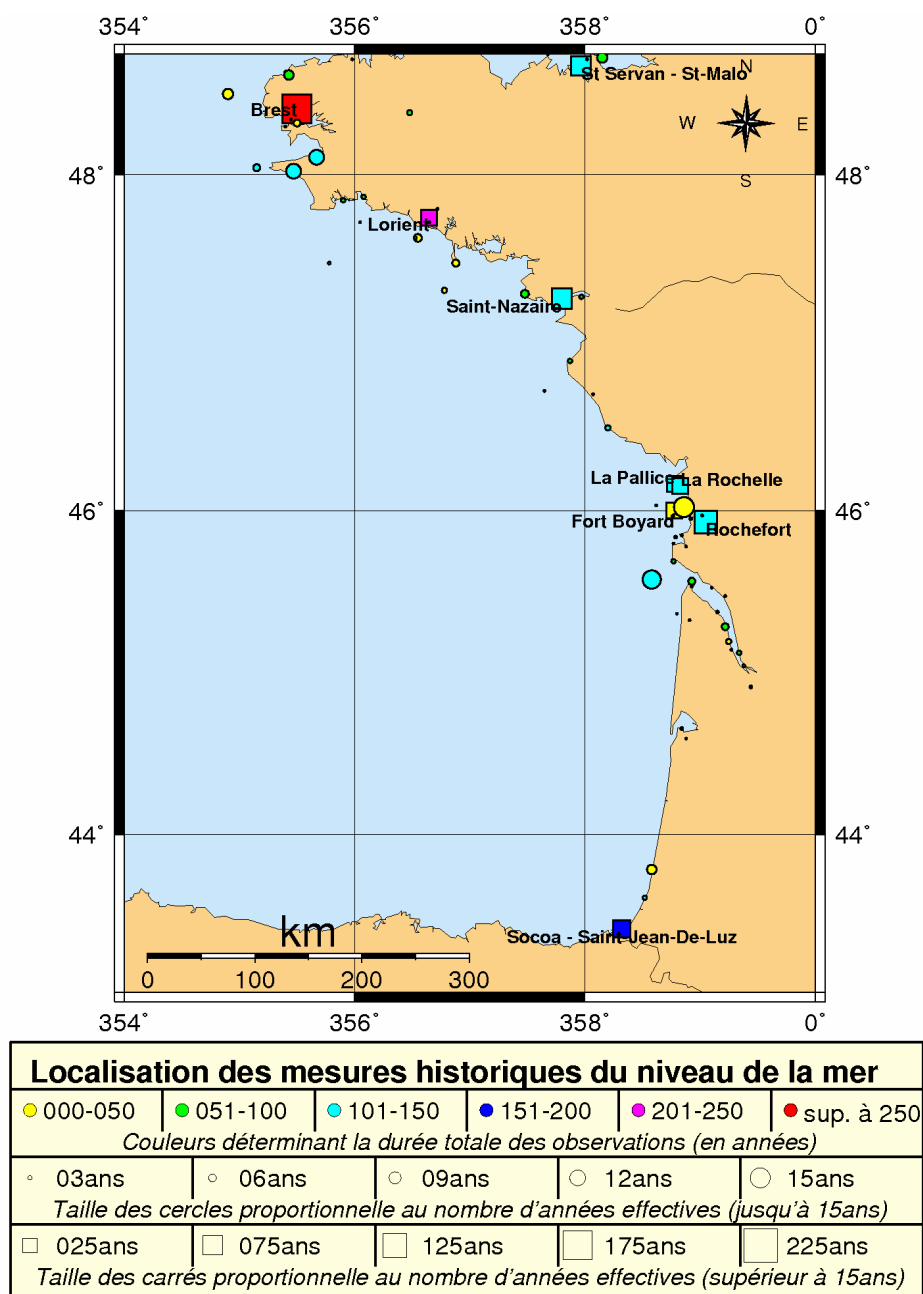 354° 356° 358° 0°
N
St Servan - St-Malo
Brest
W E
48° 48°
S
Lorient
Saint-Nazaire
La Pallice La Rochelle
46° 46°
Fort Boyard
Rochefort
44° 44°
km
Socoa - Saint-Jean-De-Luz
0 100 200 300
354° 356° 358° 0°
Localisation des mesures historiques du niveau de la mer
000-050 051-100 101-150 151-200 201-250 sup. à 250
Couleurs déterminant la durée totale des observations (en années)
03ans 06ans 09ans 12ans 15ans
Taille des cercles proportionnelle au nombre d'années effectives (jusqu'à 15ans)
025ans 075ans 125ans 175ans 225ans
Taille des carrés proportionnelle au nombre d'années effectives (supérieur à 15ans)